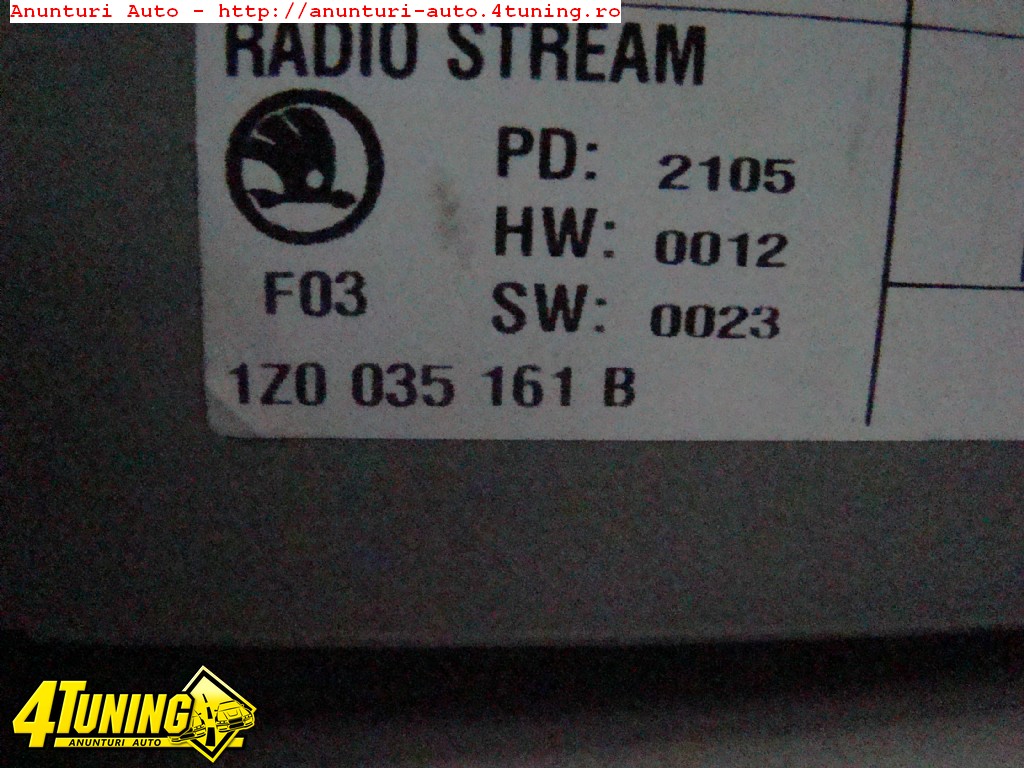 Anunturi Auto - http://anunturi-auto.4tuning.ro
RADIO STREAM
PD: 2105
HW: 0012
F03
SW: 0023
1Z0 035 161 B
4TUNING
ANUNTURI AUTO